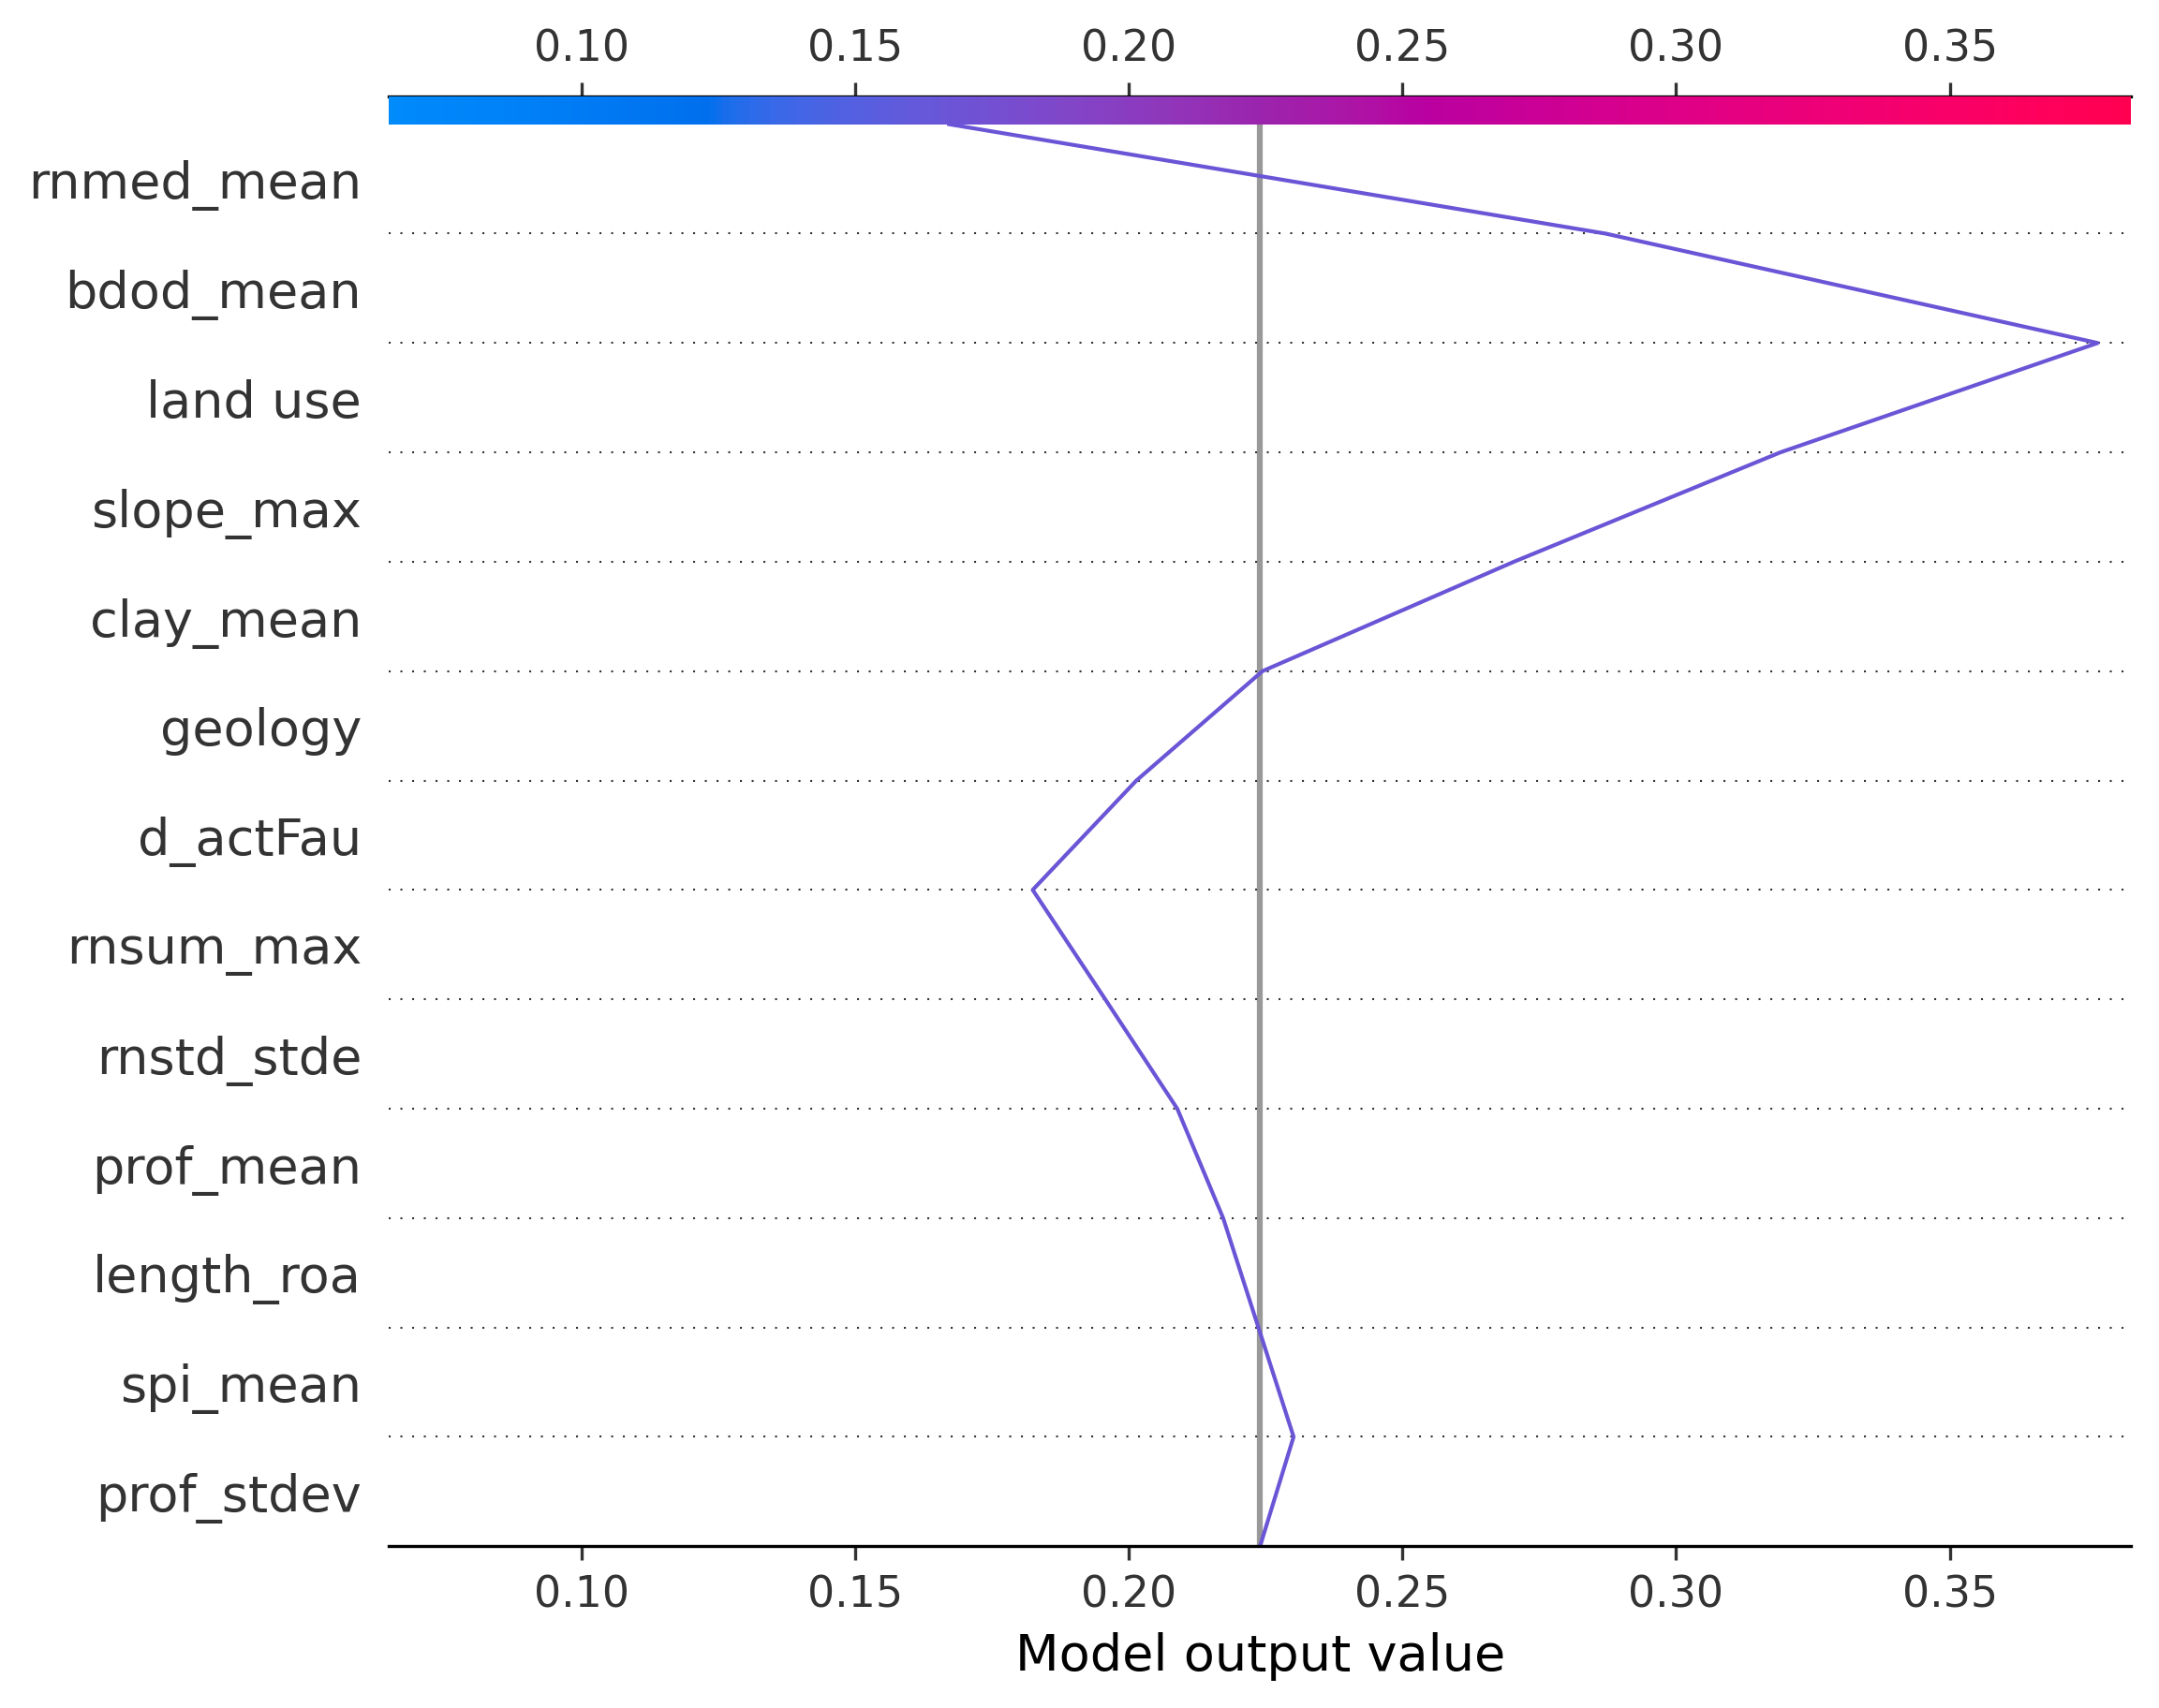 0.10 0.15 0.20 0.25 0.30 0.35
rnmed_mean
bdod_mean
land use
slope_max
clay_mean
geology
d_actFau
rnsum_max
rnstd_stde
prof_mean
length_roa
spi_mean
prof_stdev
0.10 0.15 0.20 0.25 0.30 0.35
Model output value